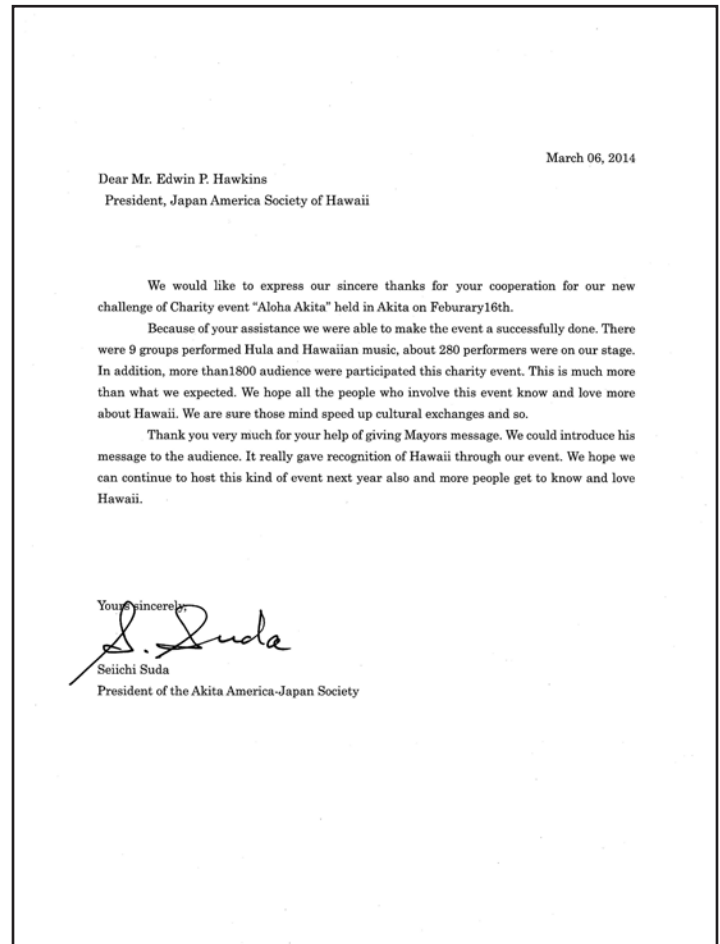 March 06, 2014
Dear Mr. Edwin P. Hawkins
President, Japan America Society of Hawaii
We would like to express our sincere thanks for your cooperation for our new
challenge of Charity event “Aloha Akita” held in Akita on Feburary16th.
Because of your assistance we were able to make the event a successfully done. There
were 9 groups performed Hula and Hawaiian music, about 280 performers were on our stage.
In addition, more than1800 audience were participated this charity event. This is much more
than what we expected. We hope all the people who involve this event know and love more
about Hawaii. We are sure those mind speed up cultural exchanges and so.
Thank you very much for your help of giving Mayors message. We could introduce his
message to the audience. It really gave recognition of Hawaii through our event. We hope we
can continue to host this kind of event next year also and more people get to know and love
Hawaii.
Yours sincerely,
S. Suda
Seiichi Suda
President of the Akita America-Japan Society